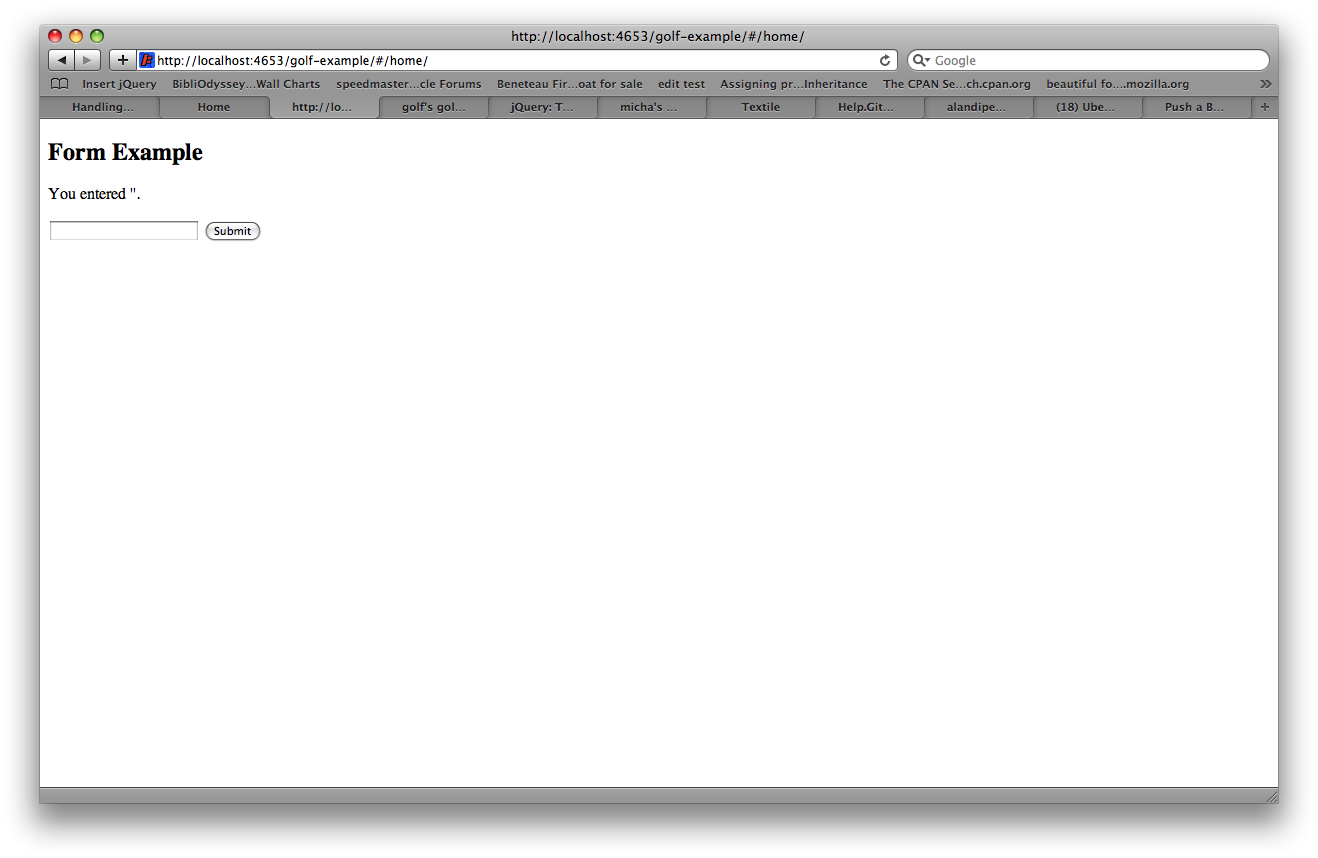 http://localhost:4653/golf-example/#/home/
http://localhost:4653/golf-example/#/home/ Google
Insert jQuery BibliOdyssey...Wall Charts speedmaster...cle Forums Beneteau Fir...oat for sale edit test Assigning pr...Inheritance The CPAN Se...ch.cpan.org beautiful fo....mozilla.org
Handling... Home http://lo... golf's gol... jQuery: T... micha's ... Textile Help.Git... alandipe... (18) Ube... Push a B...
Form Example
You entered ''.
Submit